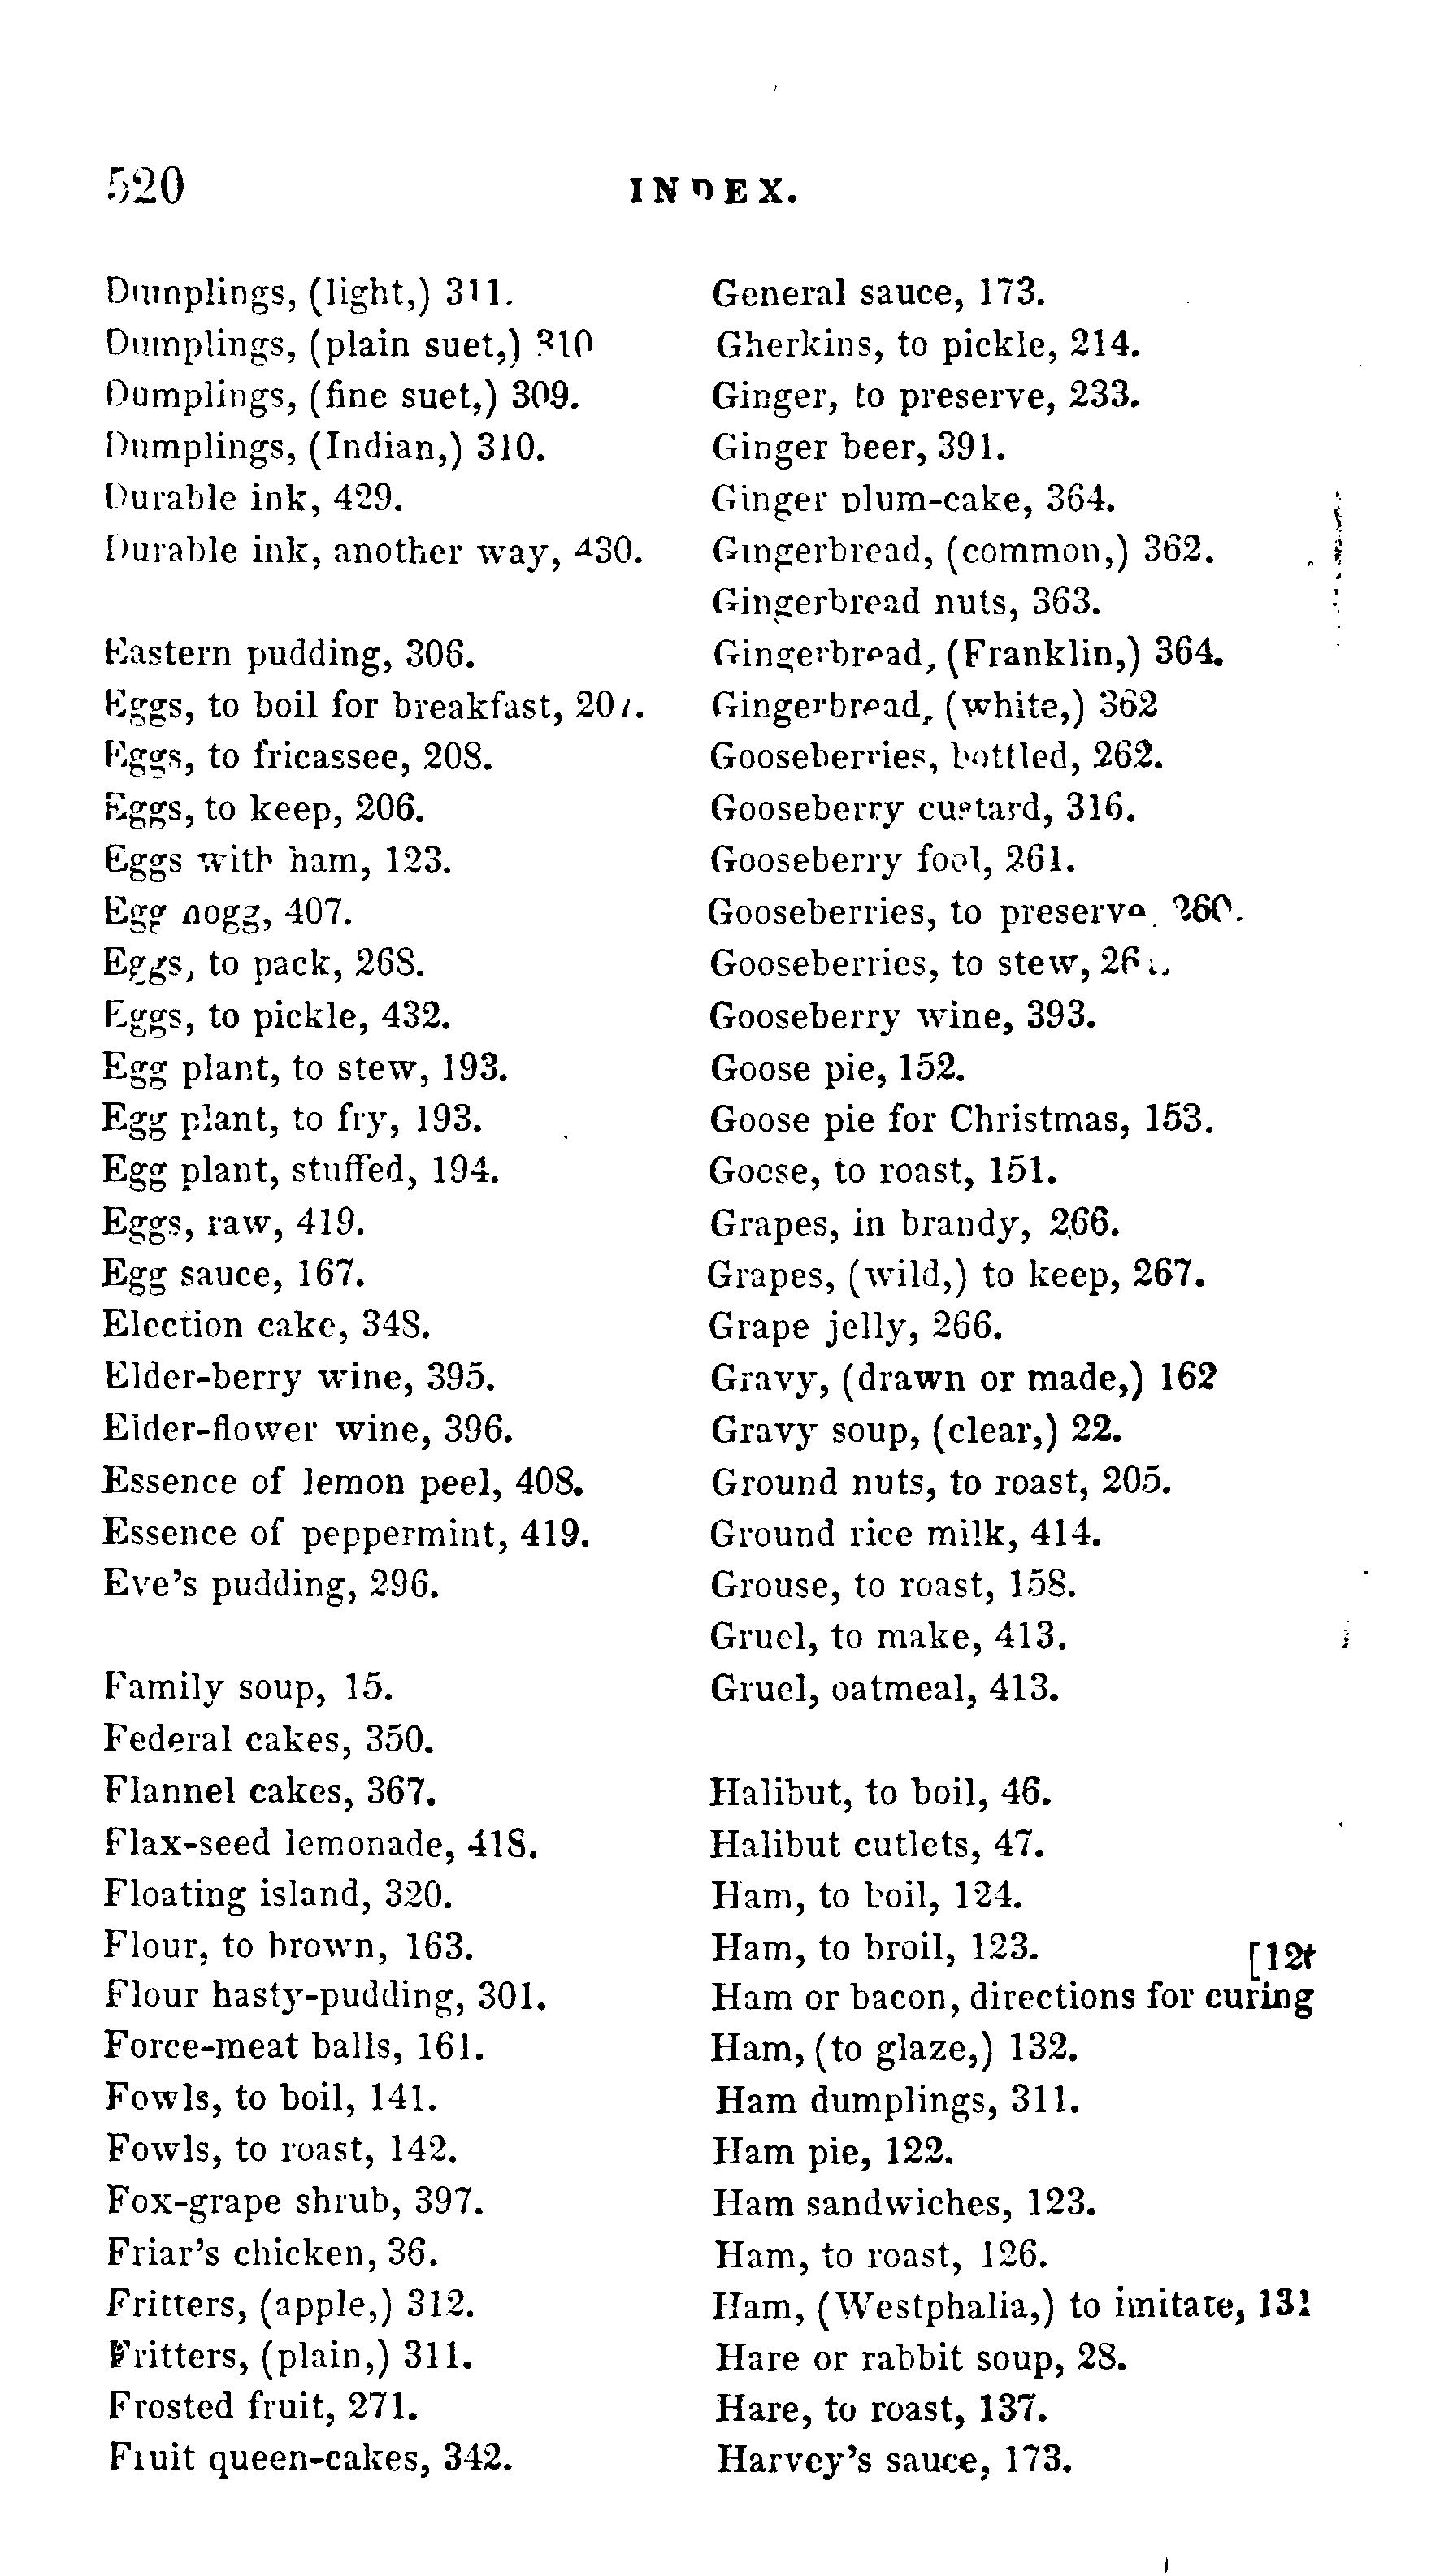 520
INDEX.
Dumplings, (light,) 311.
Dumplings, (plain suet,) 310
Dumplings, (fine suet,) 309.
Dumplings, (Indian,) 310.
Durable ink, 429.
Durable ink, another way, 430.
Eastern pudding, 306.
Eggs, to boil for breakfast,
Eggs, to fricassee, 208.
Eggs, to keep, 206.
Eggs with ham, 123.
Egg nogg, 407.
Eggs, to pack, 268.
Eggs, to pickle, 432.
Egg plant, to stew, 193.
Egg plant, to fry, 193.
Egg plant, stuffed, 194.
Eggs, raw, 419.
Egg sauce, 167.
Election cake, 348.
Elder-berry wine, 395.
Elder-flower wine, 396.
Essence of lemon peel, 408.
Essence of peppermint, 419.
Eve's pudding, 296.
Family soup, 15.
Federal cakes, 350.
Flannel cakes, 367.
Flax-seed lemonade, 418.
Floating island, 320.
Flour, to brown, 163.
Flour hasty-pudding, 301.
Force-meat balls, 161.
Fowls, to boil, 141.
Fowls, to roast, 142.
Fox-grape shrub, 397.
Friar's chicken, 36.
Fritters, (apple,) 312.
Fritters, (plain,) 311.
Frosted fruit, 271.
Fruit queen-cakes, 342.
General sauce, 173.
Gherkins, to pickle, 214.
Ginger, to preserve, 233.
Ginger beer, 391.
Ginger plum-cake, 364.
Gingerbread, (common,) 362.
Gingerbread nuts, 363.
Gingerbread, (Franklin,) 364.
Gingerbread, (white,) 362
Gooseberries, bottled, 262.
Gooseberry custard, 316.
Gooseberry fool, 261.
Gooseberries, to preserve, 260.
Gooseberries, to stew,
Gooseberry wine, 393.
Goose pie, 152.
Goose pie for Christmas, 153.
Goose, to roast, 151.
Grapes, in brandy, 266.
Grapes, (wild,) to keep, 267.
Grape jelly, 266.
Gravy, (drawn or made,) 162
Gravy soup, (clear,) 22.
Ground nuts, to roast, 205.
Ground rice milk, 414.
Grouse, to roast, 158.
Gruel, to make, 413.
Gruel, oatmeal, 413.
Halibut, to boil, 46.
Halibut cutlets, 47.
Ham, to boil, 124.
Ham, to broil, 123.
Ham or bacon, directions for curing
Ham, (to glaze,) 132.
Ham dumplings, 311.
Ham pie, 122.
Ham sandwiches, 123.
Ham, to roast, 126.
Ham, (Westphalia,) to imitate, 131
Hare or rabbit soup, 28.
Hare, to roast, 137.
Harvey's sauce, 173.